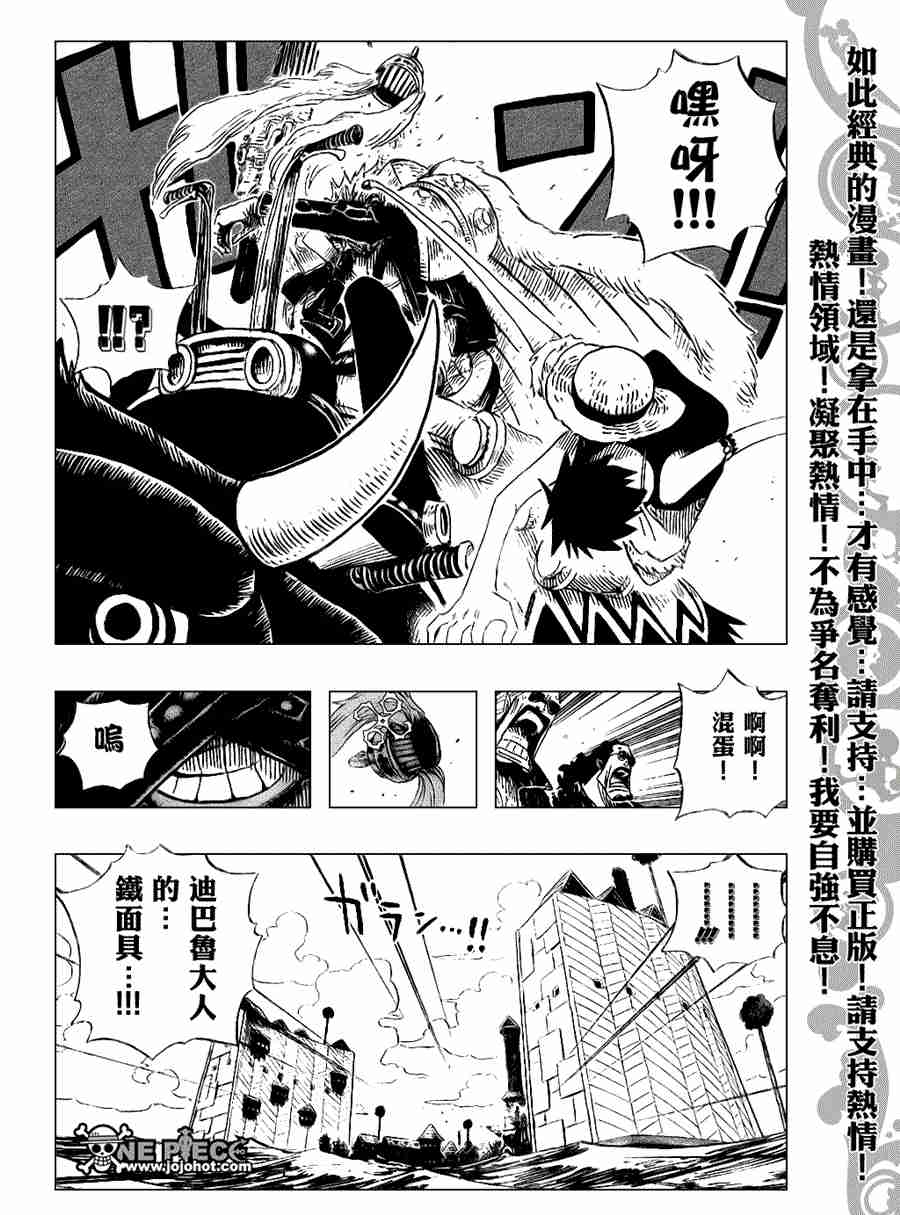 如此經典的漫畫！還是拿在手中…才有感覺…請支持…並購買正版！請支持熱情！
熱情領域！凝聚熱情！不為爭名奪利！我要自強不息！
嘿
呀
!!!
!!!?
啊啊！
混蛋！
嗚
………………
………………!!!
ガラン…
迪巴魯大人
的…
鐵面具…!!!
ONE PIECE
www.jojohot.com